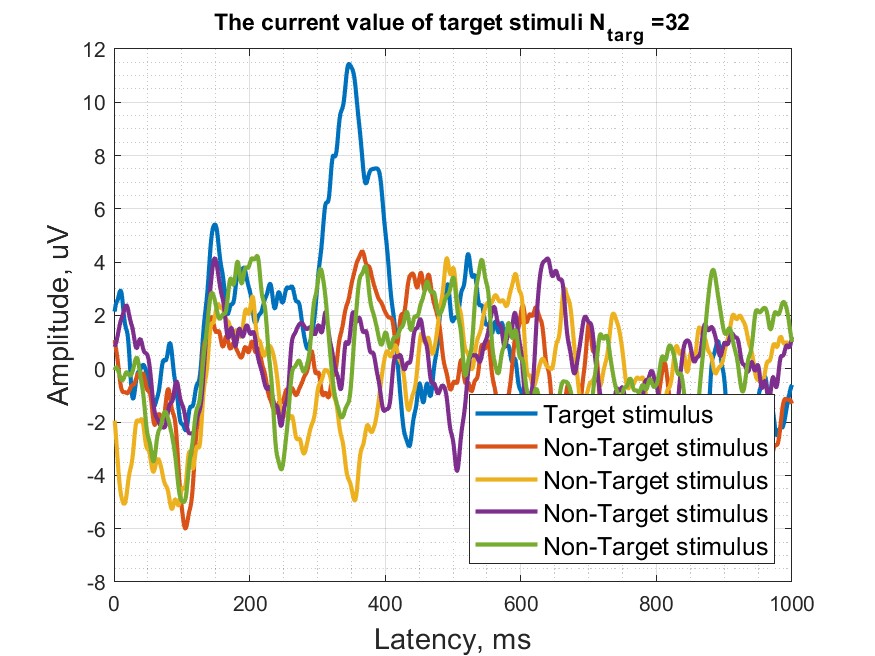 The current value of target stimuli N_targ =32
12
10
8
6
4
2
0
-2
-4
-6
-8
Amplitude, uV
Target stimulus
Non-Target stimulus
Non-Target stimulus
Non-Target stimulus
Non-Target stimulus
0 200 400 600 800 1000
Latency, ms